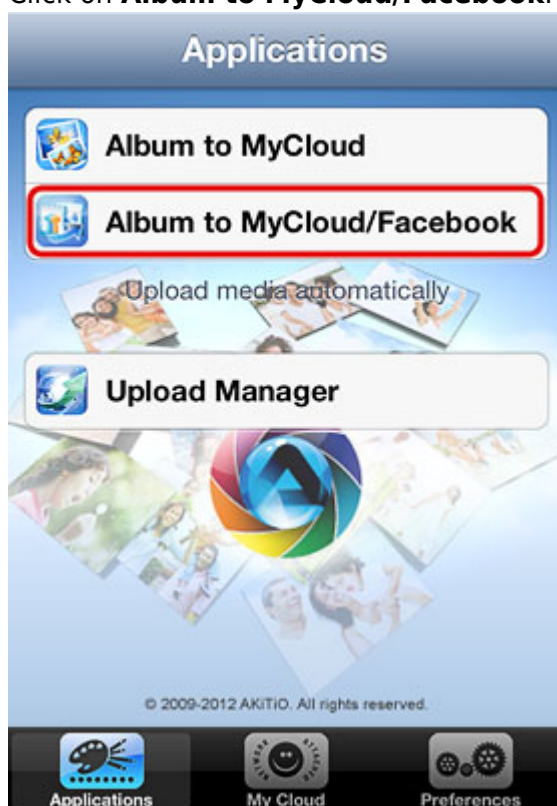 Click on Album to MyCloud/Facebook.
Applications
Album to MyCloud
Album to MyCloud/Facebook
Upload media automatically
Upload Manager
© 2009-2012 AKiTiO. All rights reserved.
Applications
My Cloud
Preferences